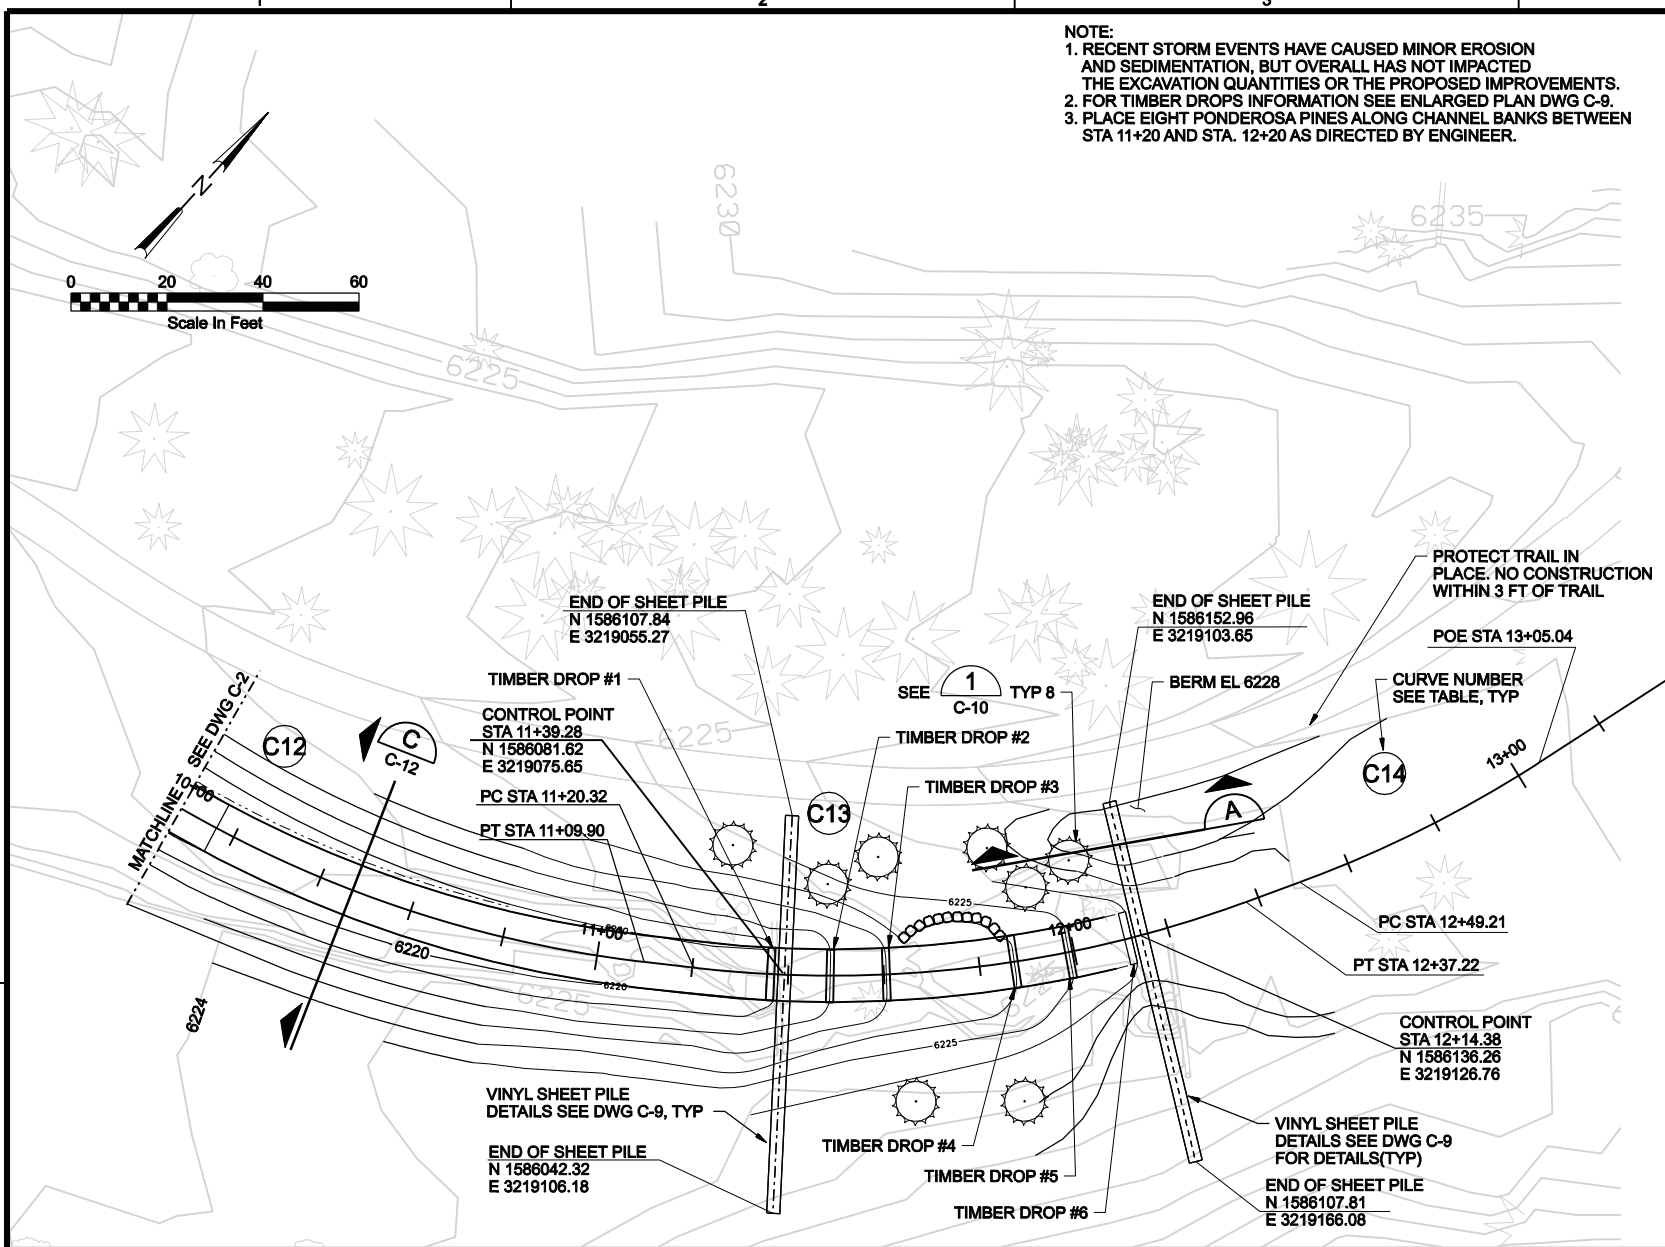 2
3
NOTE:
1. RECENT STORM EVENTS HAVE CAUSED MINOR EROSION
AND SEDIMENTATION, BUT OVERALL HAS NOT IMPACTED
THE EXCAVATION QUANTITIES OR THE PROPOSED IMPROVEMENTS.
2. FOR TIMBER DROPS INFORMATION SEE ENLARGED PLAN DWG C-9.
3. PLACE EIGHT PONDEROSA PINES ALONG CHANNEL BANKS BETWEEN
STA 11+20 AND STA. 12+20 AS DIRECTED BY ENGINEER.
N
0 20 40 60
Scale In Feet
6230
6235
6225
PROTECT TRAIL IN
PLACE. NO CONSTRUCTION
WITHIN 3 FT OF TRAIL
END OF SHEET PILE
N 1586107.84
E 3219055.27
END OF SHEET PILE
N 1586152.96
E 3219103.65
POE STA 13+05.04
TIMBER DROP #1
SEE 1 TYP 8
C-10
BERM EL 6228
CURVE NUMBER
SEE TABLE, TYP
MATCHLINE SEE DWG C-2
C12
C
C-12
CONTROL POINT
STA 11+39.28
N 1586081.62
E 3219075.65
6225
TIMBER DROP #2
13+00
C14
10+00
PC STA 11+20.32
TIMBER DROP #3
C13
A
PT STA 11+09.90
6225
PC STA 12+49.21
12+00
11+00
6220
PT STA 12+37.22
6220
6225
6224
6225
CONTROL POINT
STA 12+14.38
N 1586136.26
E 3219126.76
VINYL SHEET PILE
DETAILS SEE DWG C-9, TYP
TIMBER DROP #4
VINYL SHEET PILE
DETAILS SEE DWG C-9
FOR DETAILS(TYP)
END OF SHEET PILE
N 1586042.32
E 3219106.18
TIMBER DROP #5
TIMBER DROP #6
END OF SHEET PILE
N 1586107.81
E 3219166.08